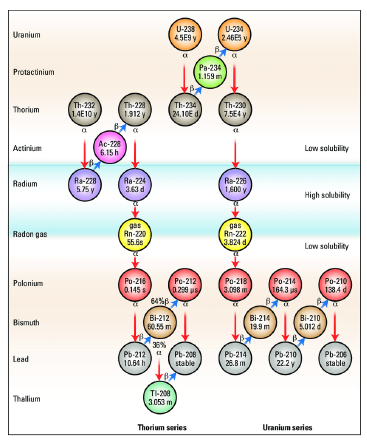 Uranium
U-238
4.5E9 y
α
U-234
2.46E5 y
α
β
Protactinium
Pa-234
1.159 m
β
Thorium
Th-232
1.4E10 y
α
Th-228
1.912 y
α
Th-234
24.10E d
Th-230
7.5E4 y
α
β
Actinium
Ac-228
6.15 h
Low solubility
β
Radium
Ra-228
5.75 y
Ra-224
3.63 d
α
Ra-226
1,600 y
α
High solubility
Radon gas
gas
Rn-220
55.6s
α
gas
Rn-222
3.824 d
α
Low solubility
Polonium
Po-216
0.145 s
α
Po-212
0.299 µs
α
Po-218
3.098 m
α
Po-214
164.3 µs
α
Po-210
138.4 d
α
64%β
β
β
Bismuth
Bi-212
60.55 m
Bi-214
19.9 m
Bi-210
5.012 d
β
36%
α
β
β
Lead
Pb-212
10.64 h
Pb-208
stable
Pb-214
26.8 m
Pb-210
22.2 y
Pb-206
stable
β
Thallium
Tl-208
3.053 m
Thorium series
Uranium series